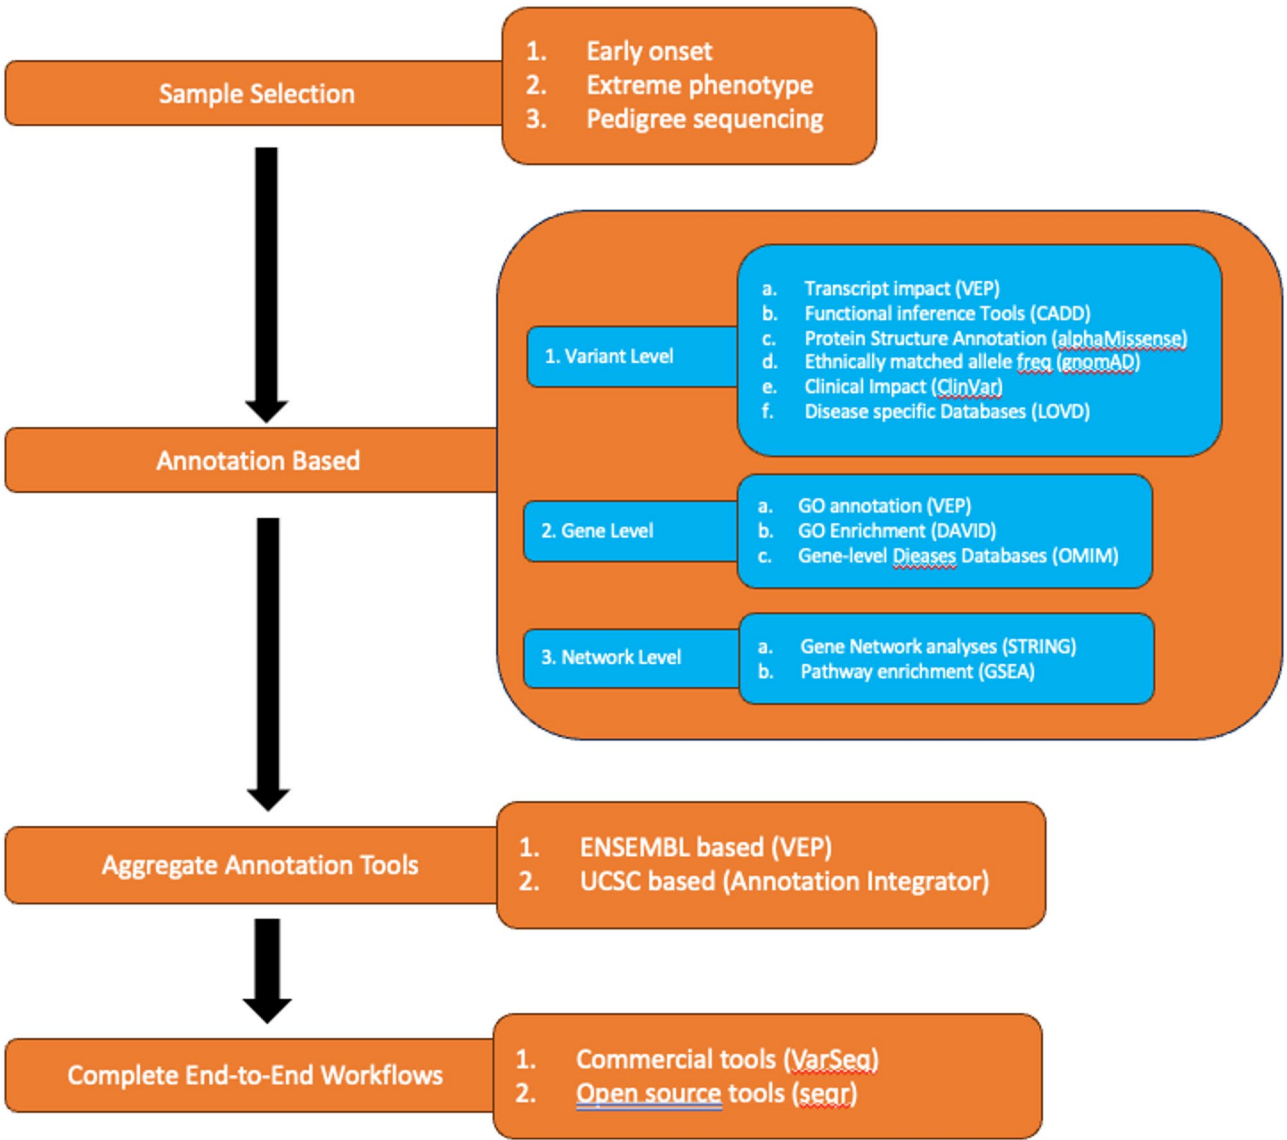 Sample Selection
1. Early onset
2. Extreme phenotype
3. Pedigree sequencing
Annotation Based
1. Variant Level
a. Transcript impact (VEP)
b. Functional inference Tools (CADD)
c. Protein Structure Annotation (alphaMissense)
d. Ethnically matched allele freq (gnomAD)
e. Clinical Impact (ClinVar)
f. Disease specific Databases (LOVD)
2. Gene Level
a. GO annotation (VEP)
b. GO Enrichment (DAVID)
c. Gene-level Dieases Databases (OMIM)
3. Network Level
a. Gene Network analyses (STRING)
b. Pathway enrichment (GSEA)
Aggregate Annotation Tools
1. ENSEMBL based (VEP)
2. UCSC based (Annotation Integrator)
Complete End-to-End Workflows
1. Commercial tools (VarSeq)
2. Open source tools (seqr)